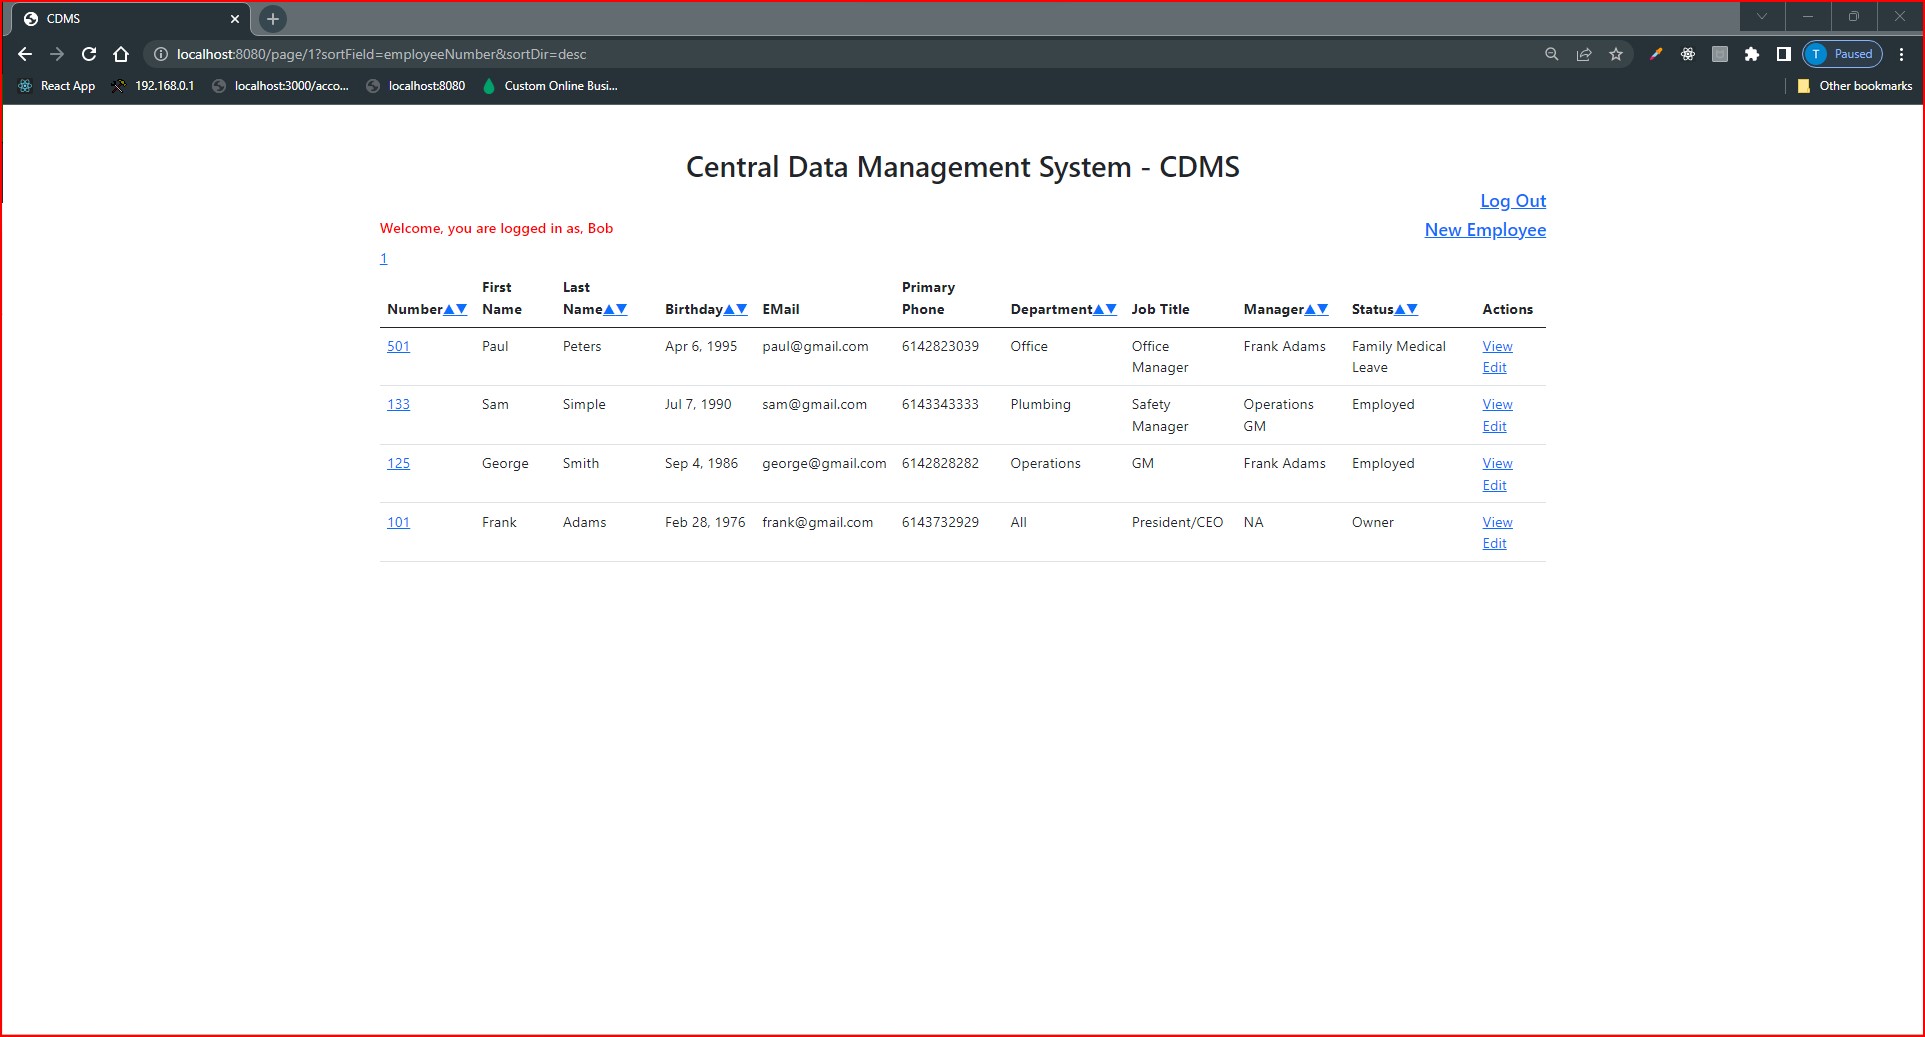 CDMS
localhost:8080/page/1?sortField=employeeNumber&sortDir=desc
T Paused
React App 192.168.0.1 localhost:3000/acco... localhost:8080 Custom Online Busi... Other bookmarks
Central Data Management System - CDMS
Log Out
Welcome, you are logged in as, Bob
New Employee
1
Number▲▼ First Name Last Name▲▼ Birthday▲▼ EMail Primary Phone Department▲▼ Job Title Manager▲▼ Status▲▼ Actions
501 Paul Peters Apr 6, 1995 paul@gmail.com 6142823039 Office Office Manager Frank Adams Family Medical Leave View Edit
133 Sam Simple Jul 7, 1990 sam@gmail.com 6143343333 Plumbing Safety Manager Operations GM Employed View Edit
125 George Smith Sep 4, 1986 george@gmail.com 6142828282 Operations GM Frank Adams Employed View Edit
101 Frank Adams Feb 28, 1976 frank@gmail.com 6143732929 All President/CEO NA Owner View Edit